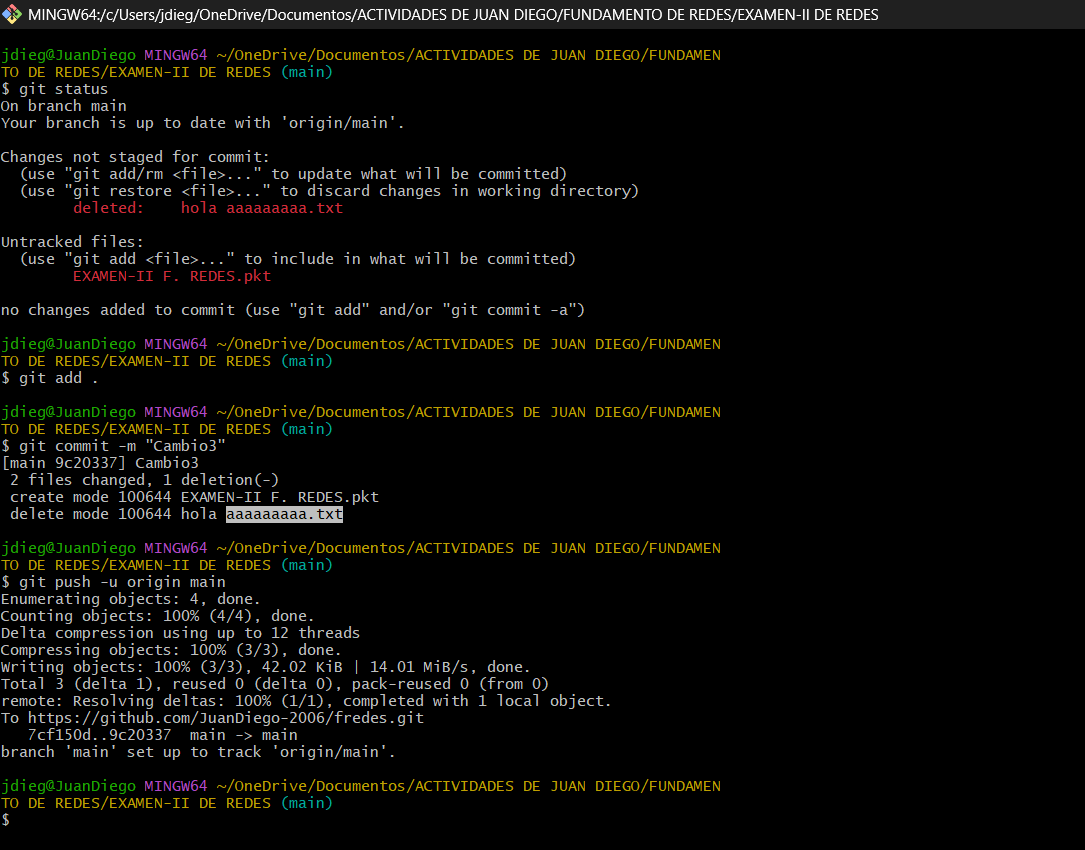 MINGW64:/c/Users/jdieg/OneDrive/Documentos/ACTIVIDADES DE JUAN DIEGO/FUNDAMENTO DE REDES/EXAMEN-II DE REDES
jdieg@JuanDiego MINGW64 ~/OneDrive/Documentos/ACTIVIDADES DE JUAN DIEGO/FUNDAMEN
TO DE REDES/EXAMEN-II DE REDES (main)
$ git status
On branch main
Your branch is up to date with 'origin/main'.
Changes not staged for commit:
  (use "git add/rm <file>..." to update what will be committed)
  (use "git restore <file>..." to discard changes in working directory)
        deleted:    hola aaaaaaaaa.txt
Untracked files:
  (use "git add <file>..." to include in what will be committed)
        EXAMEN-II F. REDES.pkt
no changes added to commit (use "git add" and/or "git commit -a")
jdieg@JuanDiego MINGW64 ~/OneDrive/Documentos/ACTIVIDADES DE JUAN DIEGO/FUNDAMEN
TO DE REDES/EXAMEN-II DE REDES (main)
$ git add .
jdieg@JuanDiego MINGW64 ~/OneDrive/Documentos/ACTIVIDADES DE JUAN DIEGO/FUNDAMEN
TO DE REDES/EXAMEN-II DE REDES (main)
$ git commit -m "Cambio3"
[main 9c20337] Cambio3
 2 files changed, 1 deletion(-)
 create mode 100644 EXAMEN-II F. REDES.pkt
 delete mode 100644 hola aaaaaaaaa.txt
jdieg@JuanDiego MINGW64 ~/OneDrive/Documentos/ACTIVIDADES DE JUAN DIEGO/FUNDAMEN
TO DE REDES/EXAMEN-II DE REDES (main)
$ git push -u origin main
Enumerating objects: 4, done.
Counting objects: 100% (4/4), done.
Delta compression using up to 12 threads
Compressing objects: 100% (3/3), done.
Writing objects: 100% (3/3), 42.02 KiB | 14.01 MiB/s, done.
Total 3 (delta 1), reused 0 (delta 0), pack-reused 0 (from 0)
remote: Resolving deltas: 100% (1/1), completed with 1 local object.
To https://github.com/JuanDiego-2006/fredes.git
   7cf150d..9c20337  main -> main
branch 'main' set up to track 'origin/main'.
jdieg@JuanDiego MINGW64 ~/OneDrive/Documentos/ACTIVIDADES DE JUAN DIEGO/FUNDAMEN
TO DE REDES/EXAMEN-II DE REDES (main)
$